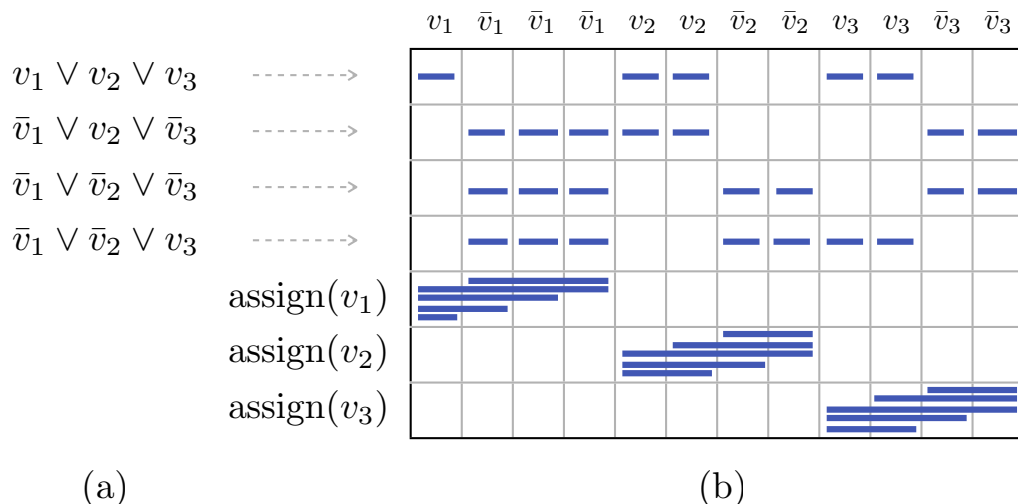 v₁ v̄₁ v̄₁ v̄₁ v₂ v₂ v̄₂ v̄₂ v₃ v₃ v̄₃ v̄₃
v₁ ∨ v₂ ∨ v₃
v̄₁ ∨ v₂ ∨ v̄₃
v̄₁ ∨ v̄₂ ∨ v̄₃
v̄₁ ∨ v̄₂ ∨ v₃
assign(v₁)
assign(v₂)
assign(v₃)
(a) (b)